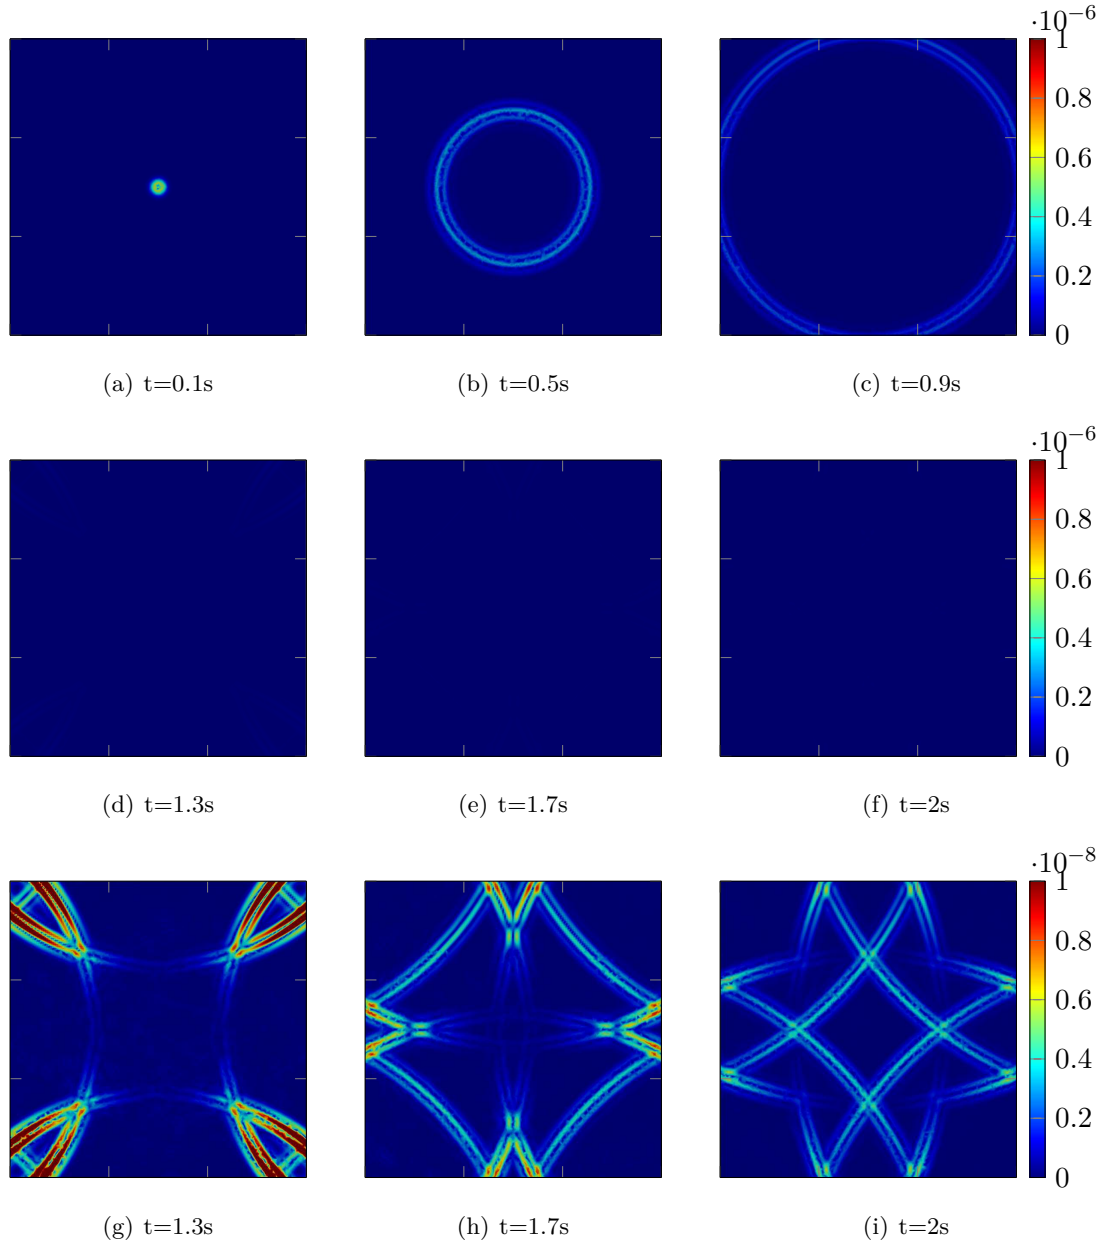 ·10⁻⁶
1
0.8
0.6
0.4
0.2
0
(a) t=0.1s
(b) t=0.5s
(c) t=0.9s
·10⁻⁶
1
0.8
0.6
0.4
0.2
0
(d) t=1.3s
(e) t=1.7s
(f) t=2s
·10⁻⁸
1
0.8
0.6
0.4
0.2
0
(g) t=1.3s
(h) t=1.7s
(i) t=2s